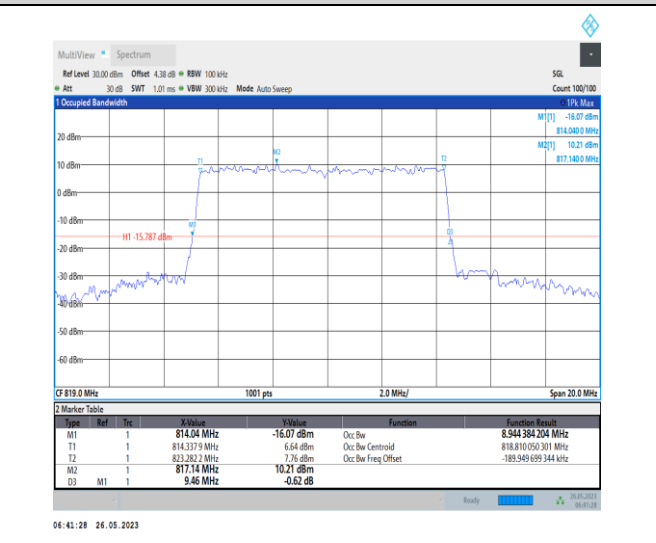 MultiView Spectrum
Ref Level 30.00 dBm Offset 4.38 dB RBW 100 kHz SGL
Att 30 dB SWT 1.01 ms VBW 300 kHz Mode Auto Sweep Count 100/100
1 Occupied Bandwidth 1Pk Max
M1[1] -16.07 dBm
814.040 0 MHz
M2[1] 10.21 dBm
817.140 0 MHz
20 dBm
M2
T1 T2
10 dBm
0 dBm
-10 dBm
M1
D3
H1 -15.787 dBm
-20 dBm
-30 dBm
-40 dBm
-50 dBm
-60 dBm
CF 819.0 MHz 1001 pts 2.0 MHz/ Span 20.0 MHz
2 Marker Table
Type Ref Trc X-Value Y-Value Function Function Result
M1 1 814.04 MHz -16.07 dBm Occ Bw 8.944 384 204 MHz
T1 1 814.337 9 MHz 6.64 dBm Occ Bw Centroid 818.810 050 301 MHz
T2 1 823.282 2 MHz 7.76 dBm Occ Bw Freq Offset -189.949 699 344 kHz
M2 1 817.14 MHz 10.21 dBm
D3 M1 1 9.46 MHz -0.62 dB
Ready 26.05.2023
06:41:28
06:41:28 26.05.2023